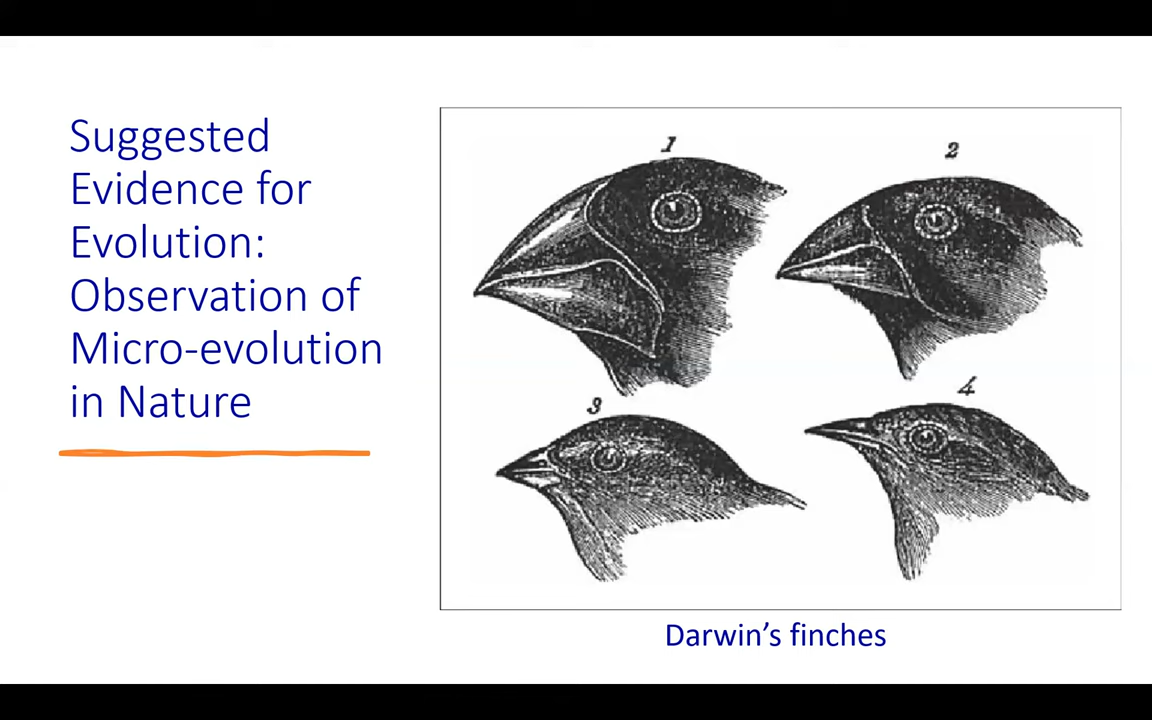 Suggested
Evidence for
Evolution:
Observation of
Micro-evolution
in Nature
1
2
3
4
Darwin’s finches